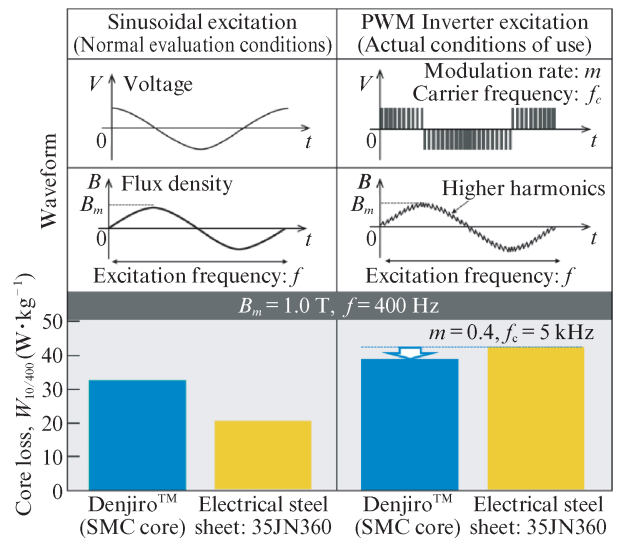 Sinusoidal excitation
(Normal evaluation conditions)
PWM Inverter excitation
(Actual conditions of use)
Waveform
V
Voltage
0
t
V
Modulation rate: m
Carrier frequency: fc
0
t
B
Flux density
Bm
0
t
Excitation frequency: f
B
Bm
Higher harmonics
0
t
Excitation frequency: f
Bm = 1.0 T, f = 400 Hz
Core loss, W10/400 (W·kg⁻¹)
50
40
30
20
10
0
m = 0.4, fc = 5 kHz
Denjiro™
(SMC core)
Electrical steel
sheet: 35JN360
Denjiro™
(SMC core)
Electrical steel
sheet: 35JN360